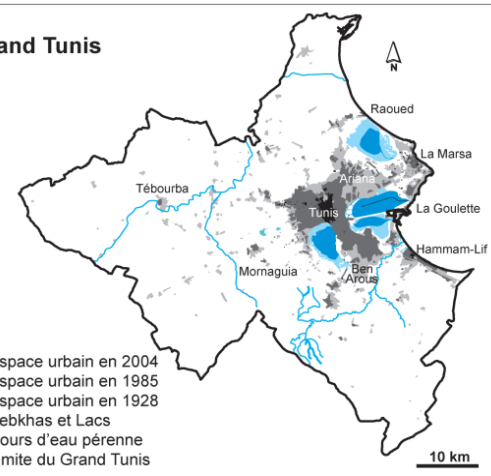 and Tunis
N
Raoued
La Marsa
Ariana
Tébourba
Tunis
La Goulette
Hammam-Lif
Mornaguia
Ben
Arous
space urbain en 2004
space urbain en 1985
space urbain en 1928
ebkhas et Lacs
ours d'eau pérenne
mite du Grand Tunis
10 km